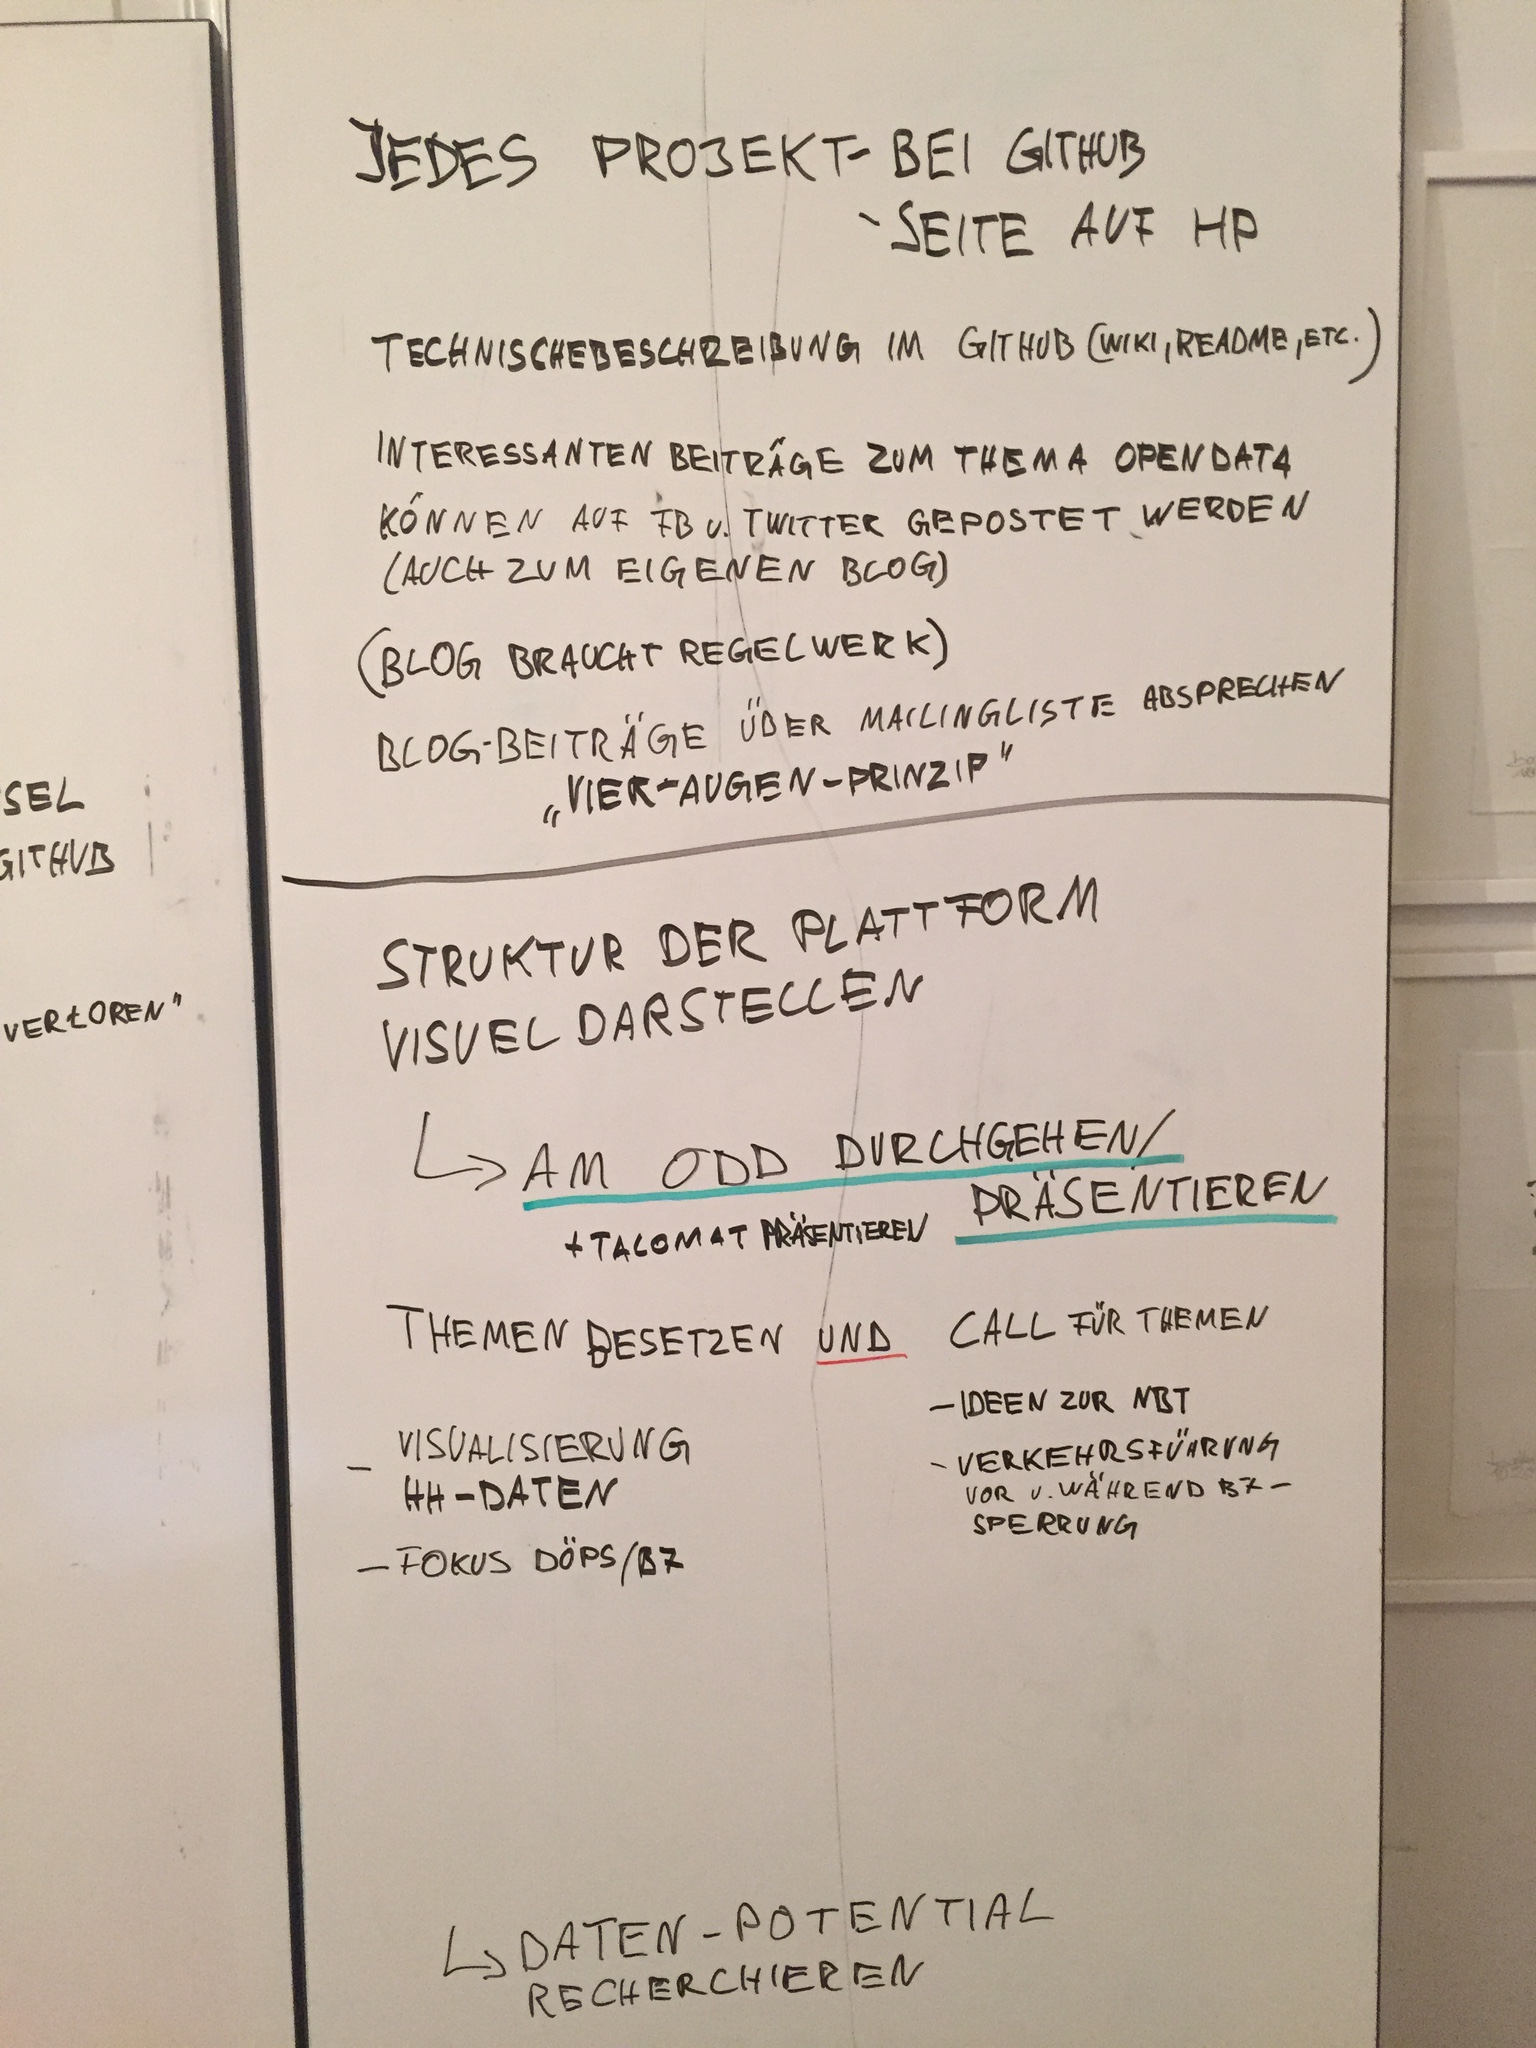 JEDES PROJEKT - BEI GITHUB
- SEITE AUF HP
TECHNISCHEBESCHREIBUNG IM GITHUB (WIKI, README, ETC.)
INTERESSANTEN BEITRÄGE ZUM THEMA OPENDATA
KÖNNEN AUF FB U. TWITTER GEPOSTET WERDEN
(AUCH ZUM EIGENEN BLOG)
(BLOG BRAUCHT REGELWERK)
BLOG-BEITRÄGE ÜBER MAILINGLISTE ABSPRECHEN
„VIER-AUGEN-PRINZIP"
SEL
GITHUB
VERLOREN"
STRUKTUR DER PLATTFORM
VISUEL DARSTELLEN
↳ AM ODD DURCHGEHEN/
PRÄSENTIEREN
+ TALOMAT PRÄSENTIEREN
THEMEN BESETZEN UND CALL FÜR THEMEN
- VISUALISIERUNG
HH-DATEN
- FOKUS DÖPS/B7
- IDEEN ZUR NBT
- VERKEHRSFÜHRUNG
VOR U. WÄHREND B7-
SPERRUNG
↳ DATEN-POTENTIAL
RECHERCHIEREN